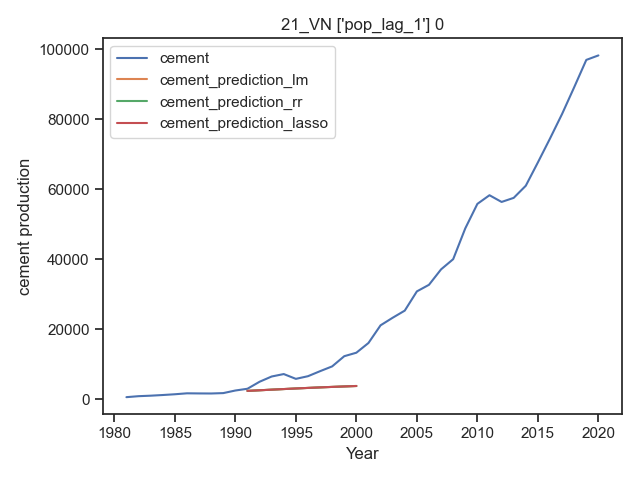 21_VN ['pop_lag_1'] 0
cement
cement_prediction_lm
cement_prediction_rr
cement_prediction_lasso
100000
80000
60000
40000
20000
0
cement production
1980 1985 1990 1995 2000 2005 2010 2015 2020
Year